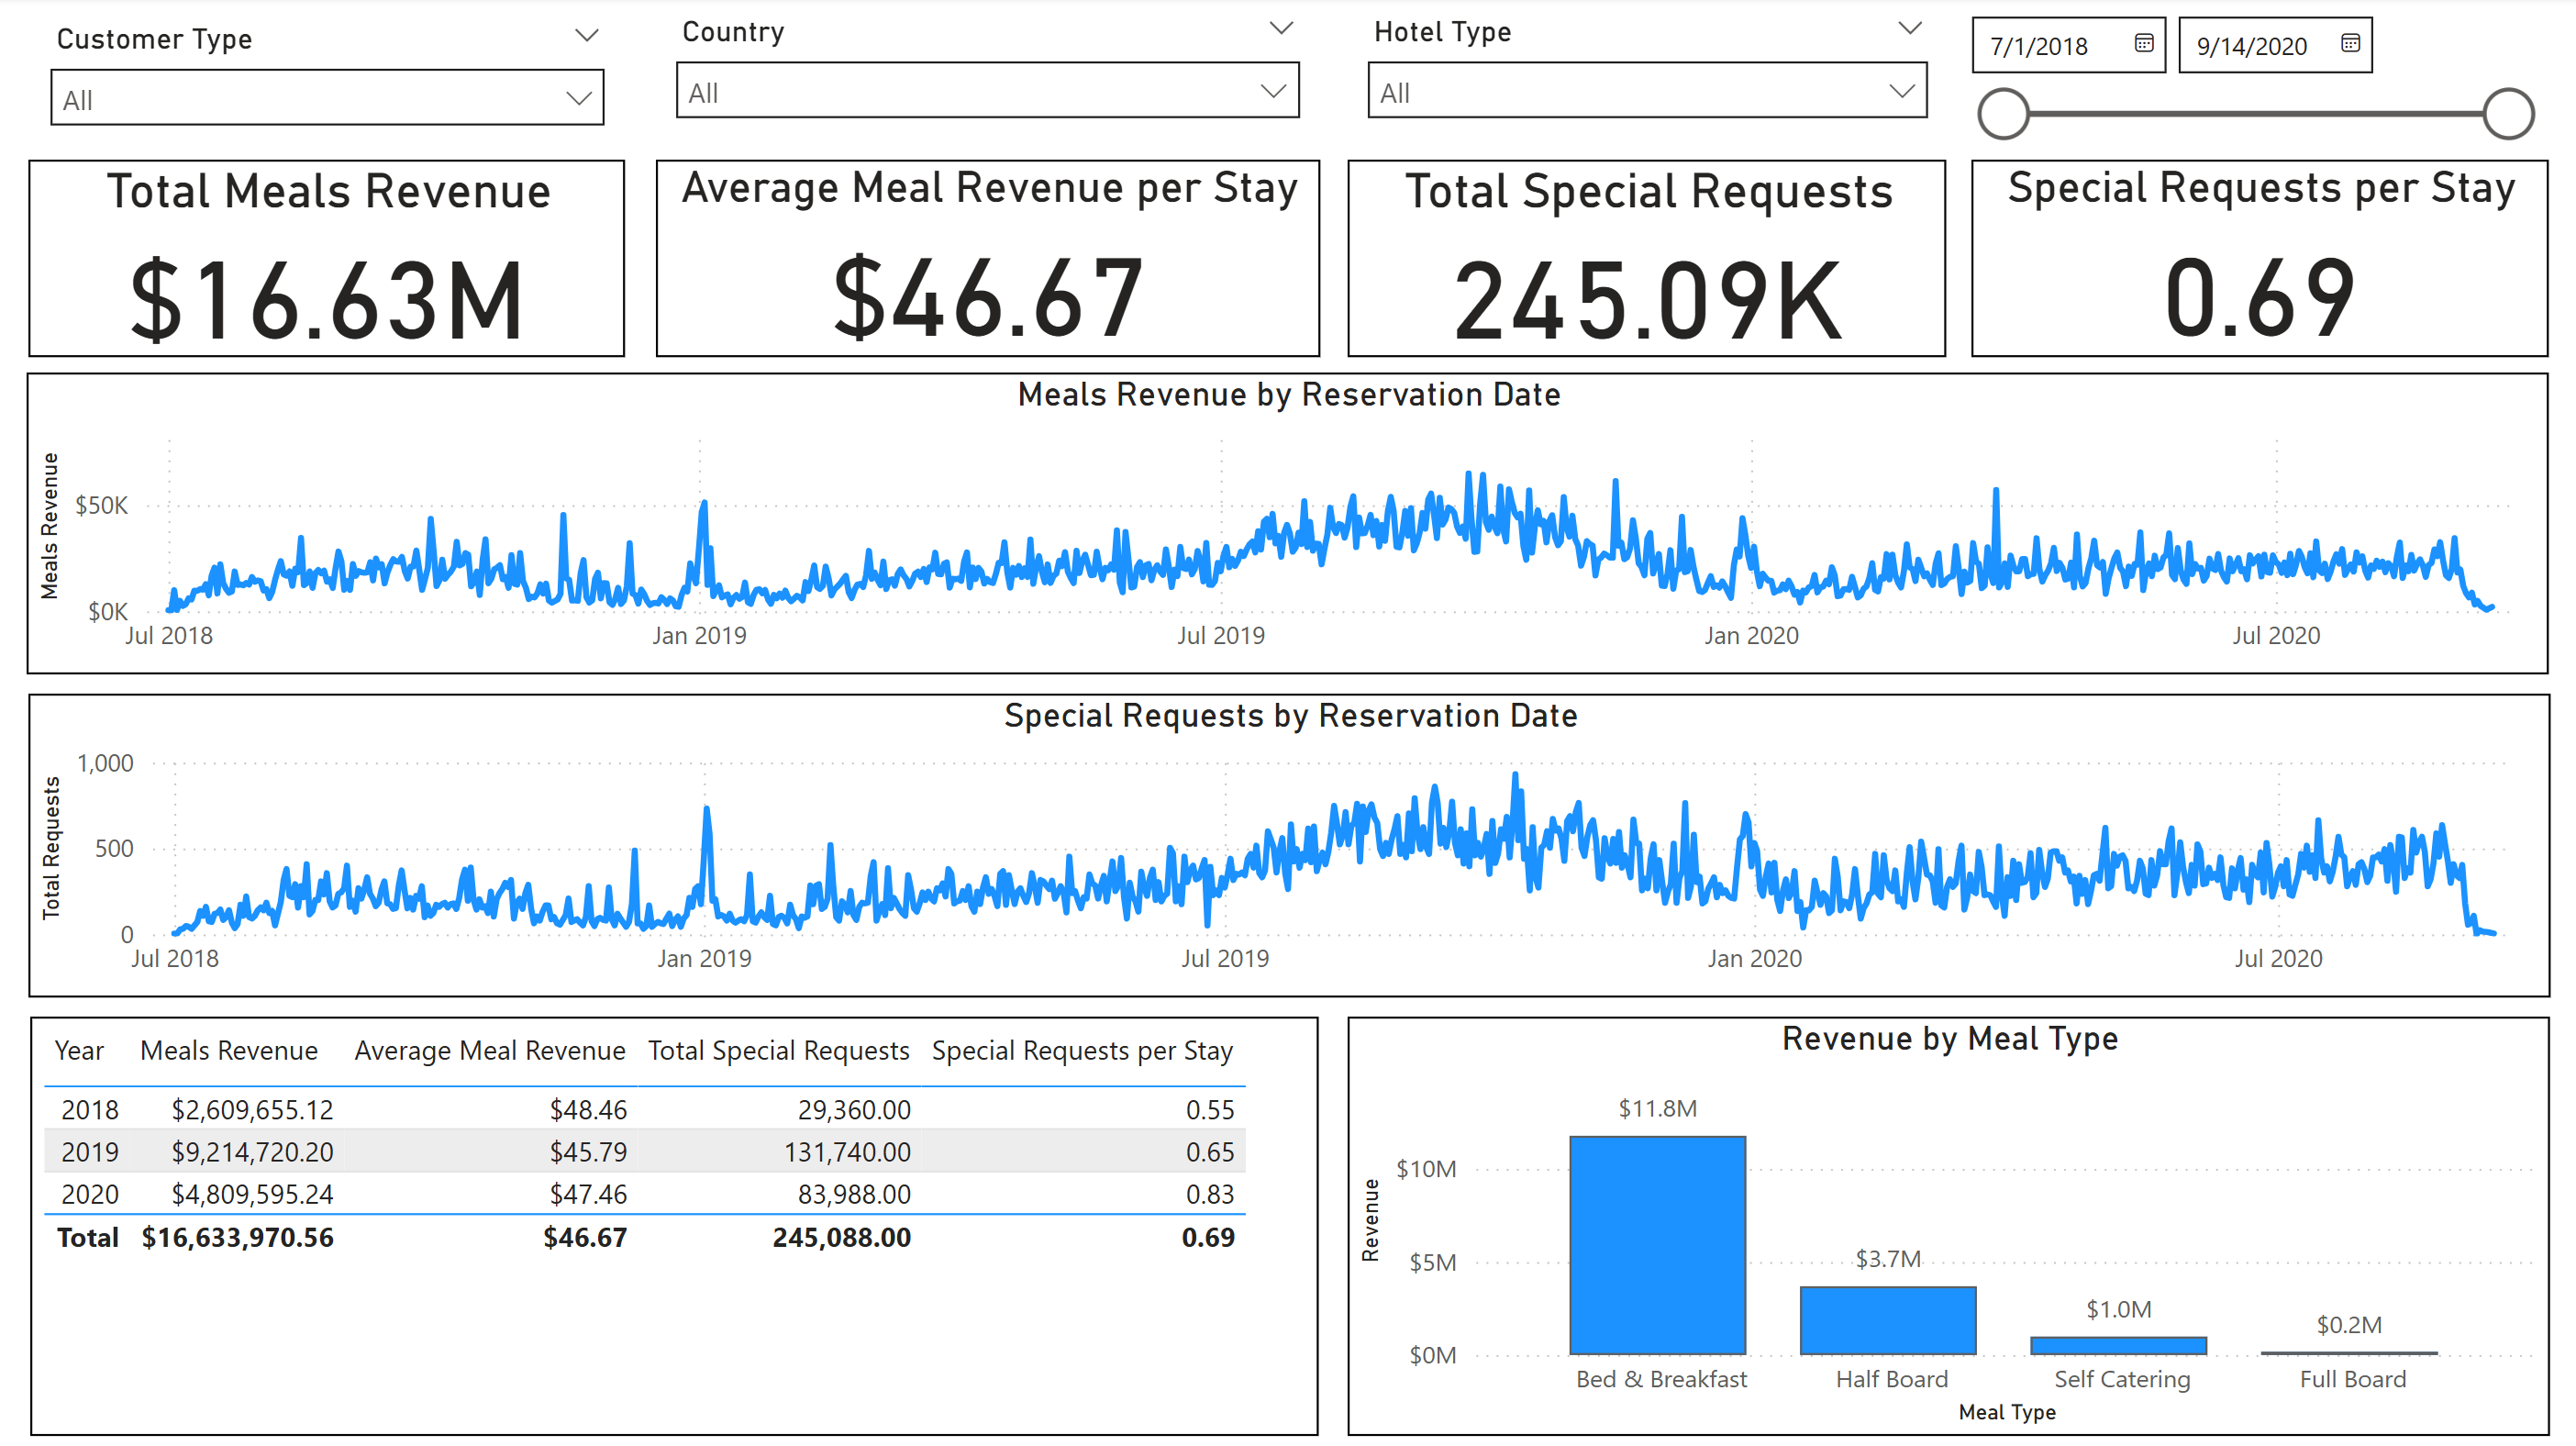 Customer Type
All
Country
All
Hotel Type
All
7/1/2018
9/14/2020
Total Meals Revenue
$16.63M
Average Meal Revenue per Stay
$46.67
Total Special Requests
245.09K
Special Requests per Stay
0.69
Meals Revenue by Reservation Date
Meals Revenue
$50K
$0K
Jul 2018
Jan 2019
Jul 2019
Jan 2020
Jul 2020
Special Requests by Reservation Date
Total Requests
1,000
500
0
Jul 2018
Jan 2019
Jul 2019
Jan 2020
Jul 2020
Year Meals Revenue Average Meal Revenue Total Special Requests Special Requests per Stay
2018 $2,609,655.12 $48.46 29,360.00 0.55
2019 $9,214,720.20 $45.79 131,740.00 0.65
2020 $4,809,595.24 $47.46 83,988.00 0.83
Total $16,633,970.56 $46.67 245,088.00 0.69
Revenue by Meal Type
Revenue
$10M
$5M
$0M
$11.8M
$3.7M
$1.0M
$0.2M
Bed & Breakfast
Half Board
Self Catering
Full Board
Meal Type